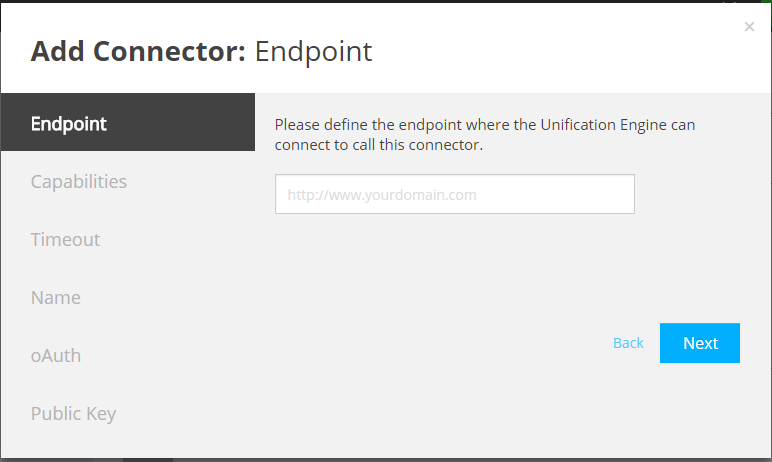 ×
Add Connector: Endpoint
Endpoint
Capabilities
Timeout
Name
oAuth
Public Key
Please define the endpoint where the Unification Engine can
connect to call this connector.
http://www.yourdomain.com
Back
Next